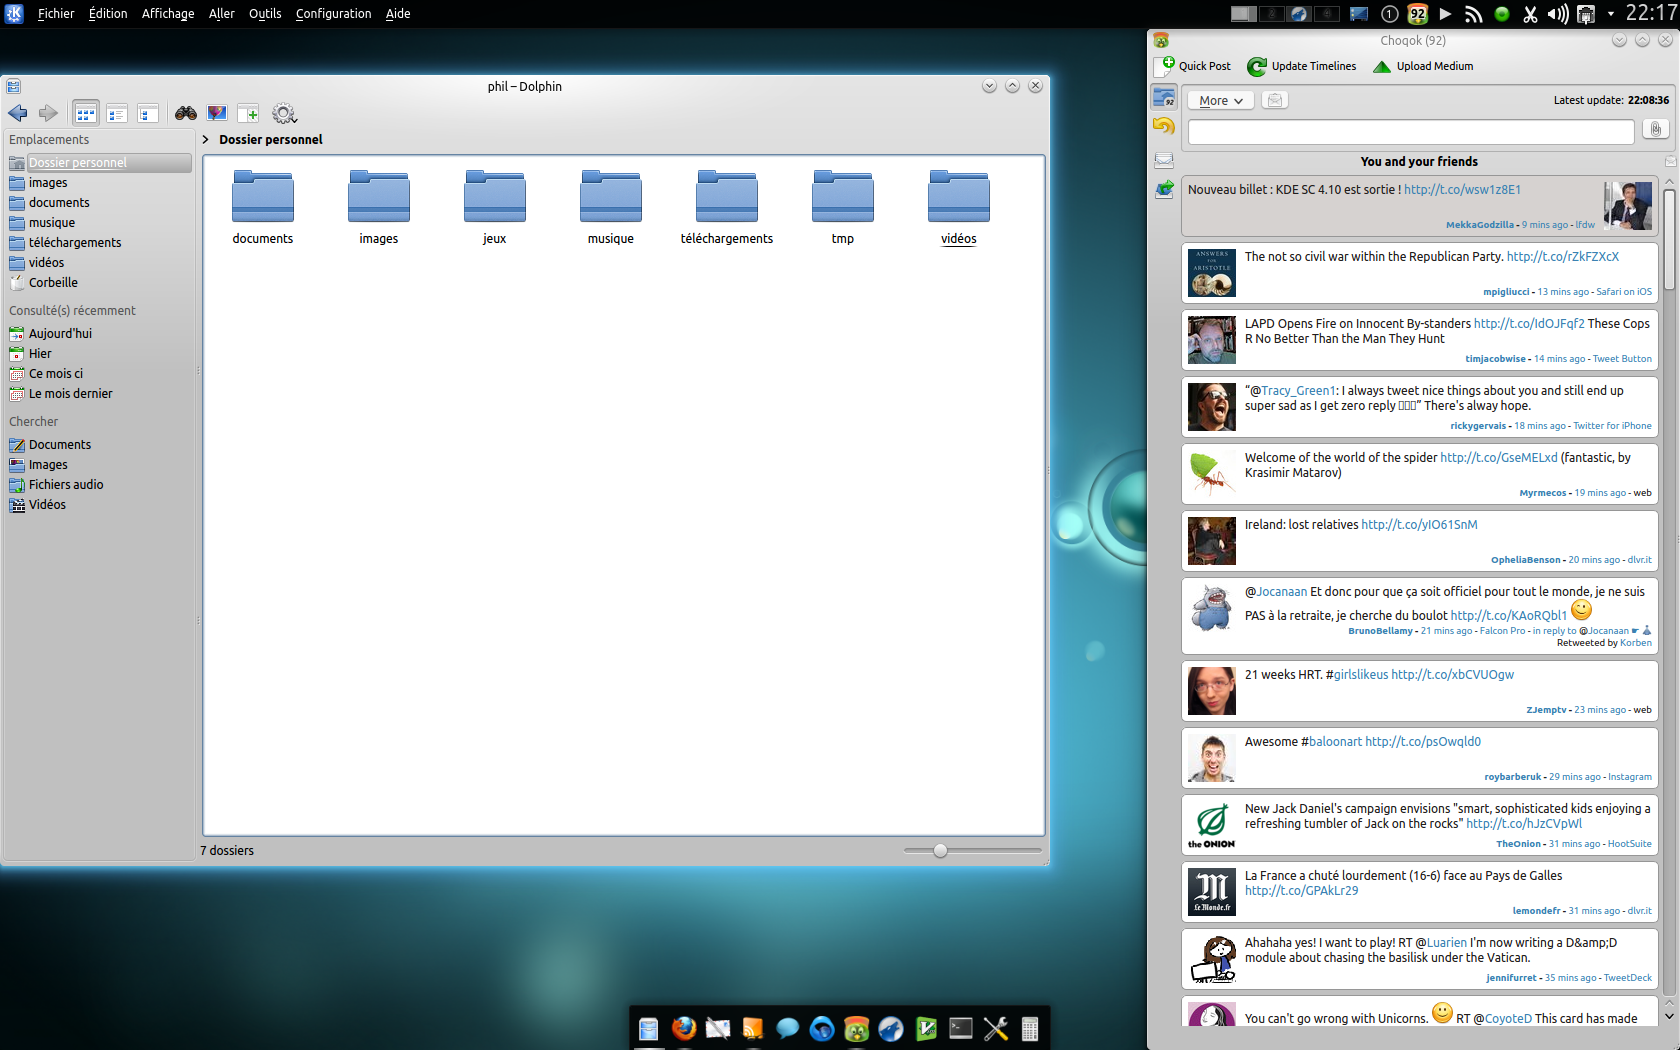 Fichier Édition Affichage Aller Outils Configuration Aide
1 92 22:17
phil – Dolphin
Emplacements
Dossier personnel
images
documents
musique
téléchargements
vidéos
Corbeille
Consulté(s) récemment
Aujourd'hui
Hier
Ce mois ci
Le mois dernier
Chercher
Documents
Images
Fichiers audio
Vidéos
> Dossier personnel
documents images jeux musique téléchargements tmp vidéos
7 dossiers
Choqok (92)
Quick Post Update Timelines Upload Medium
92
More Latest update: 22:08:36
You and your friends
Nouveau billet : KDE SC 4.10 est sortie ! http://t.co/wsw1z8E1
MekkaGodzilla - 9 mins ago - lfdw
ANSWERS
FOR
ARISTOTLE
The not so civil war within the Republican Party. http://t.co/rZkFZXcX
mpigliucci - 13 mins ago - Safari on iOS
LAPD Opens Fire on Innocent By-standers http://t.co/IdOJFqf2 These Cops
R No Better Than the Man They Hunt
timjacobwise - 14 mins ago - Tweet Button
“@Tracy_Green1: I always tweet nice things about you and still end up
super sad as I get zero reply ” There's alway hope.
rickygervais - 18 mins ago - Twitter for iPhone
Welcome of the world of the spider http://t.co/GseMELxd (fantastic, by
Krasimir Matarov)
Myrmecos - 19 mins ago - web
Ireland: lost relatives http://t.co/yIO61SnM
OpheliaBenson - 20 mins ago - dlvr.it
@Jocanaan Et donc pour que ça soit officiel pour tout le monde, je ne suis
PAS à la retraite, je cherche du boulot http://t.co/KAoRQbl1
BrunoBellamy - 21 mins ago - Falcon Pro - in reply to @Jocanaan
Retweeted by Korben
21 weeks HRT. #girlslikeus http://t.co/xbCVUOgw
ZJemptv - 23 mins ago - web
Awesome #baloonart http://t.co/psOwqld0
roybarberuk - 29 mins ago - Instagram
the ONION
New Jack Daniel's campaign envisions "smart, sophisticated kids enjoying a
refreshing tumbler of Jack on the rocks" http://t.co/hJzCVpWl
TheOnion - 31 mins ago - HootSuite
M
Le Monde.fr
La France a chuté lourdement (16-6) face au Pays de Galles
http://t.co/GPAkLr29
lemondefr - 31 mins ago - dlvr.it
Ahahaha yes! I want to play! RT @Luarien I'm now writing a D&amp;D
module about chasing the basilisk under the Vatican.
jennifurret - 35 mins ago - TweetDeck
You can't go wrong with Unicorns. RT @CoyoteD This card has made